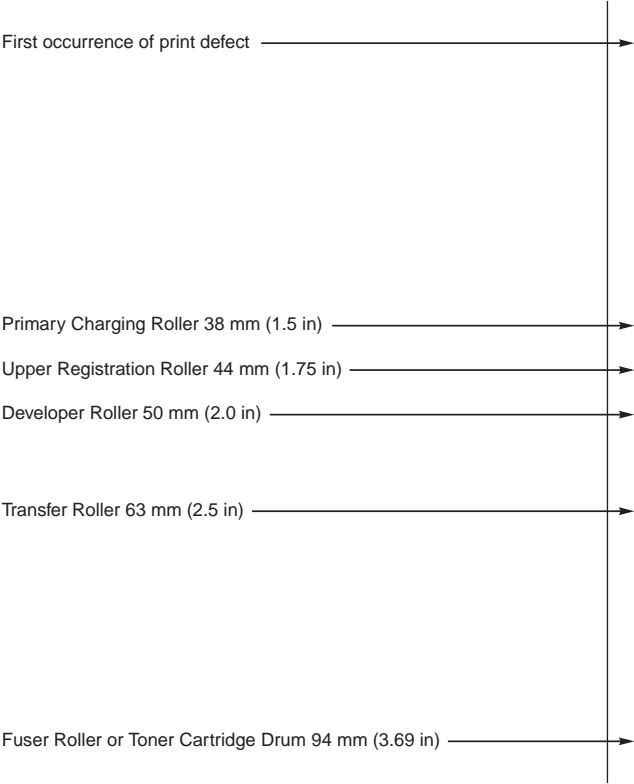 First occurrence of print defect
Primary Charging Roller 38 mm (1.5 in)
Upper Registration Roller 44 mm (1.75 in)
Developer Roller 50 mm (2.0 in)
Transfer Roller 63 mm (2.5 in)
Fuser Roller or Toner Cartridge Drum 94 mm (3.69 in)